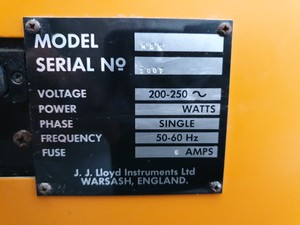 MODEL
SERIAL Nº
VOLTAGE 200-250 ~
POWER WATTS
PHASE SINGLE
FREQUENCY 50-60 Hz
FUSE AMPS
J. J. Lloyd Instruments Ltd
WARSASH, ENGLAND.